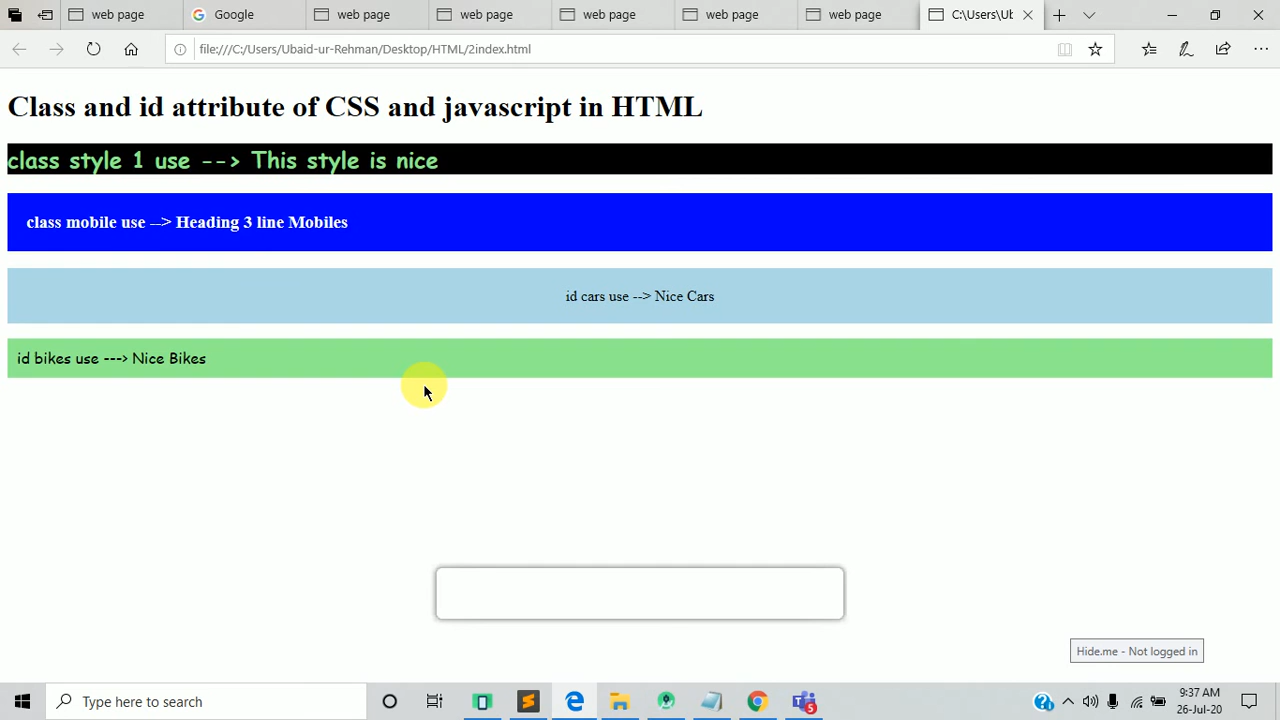 web page
Google
web page
web page
web page
web page
web page
C:\Users\Ub
file:///C:/Users/Ubaid-ur-Rehman/Desktop/HTML/2index.html
Class and id attribute of CSS and javascript in HTML
class style 1 use --> This style is nice
class mobile use --> Heading 3 line Mobiles
id cars use --> Nice Cars
id bikes use ---> Nice Bikes
Hide.me - Not logged in
Type here to search
5
9:37 AM
26-Jul-20